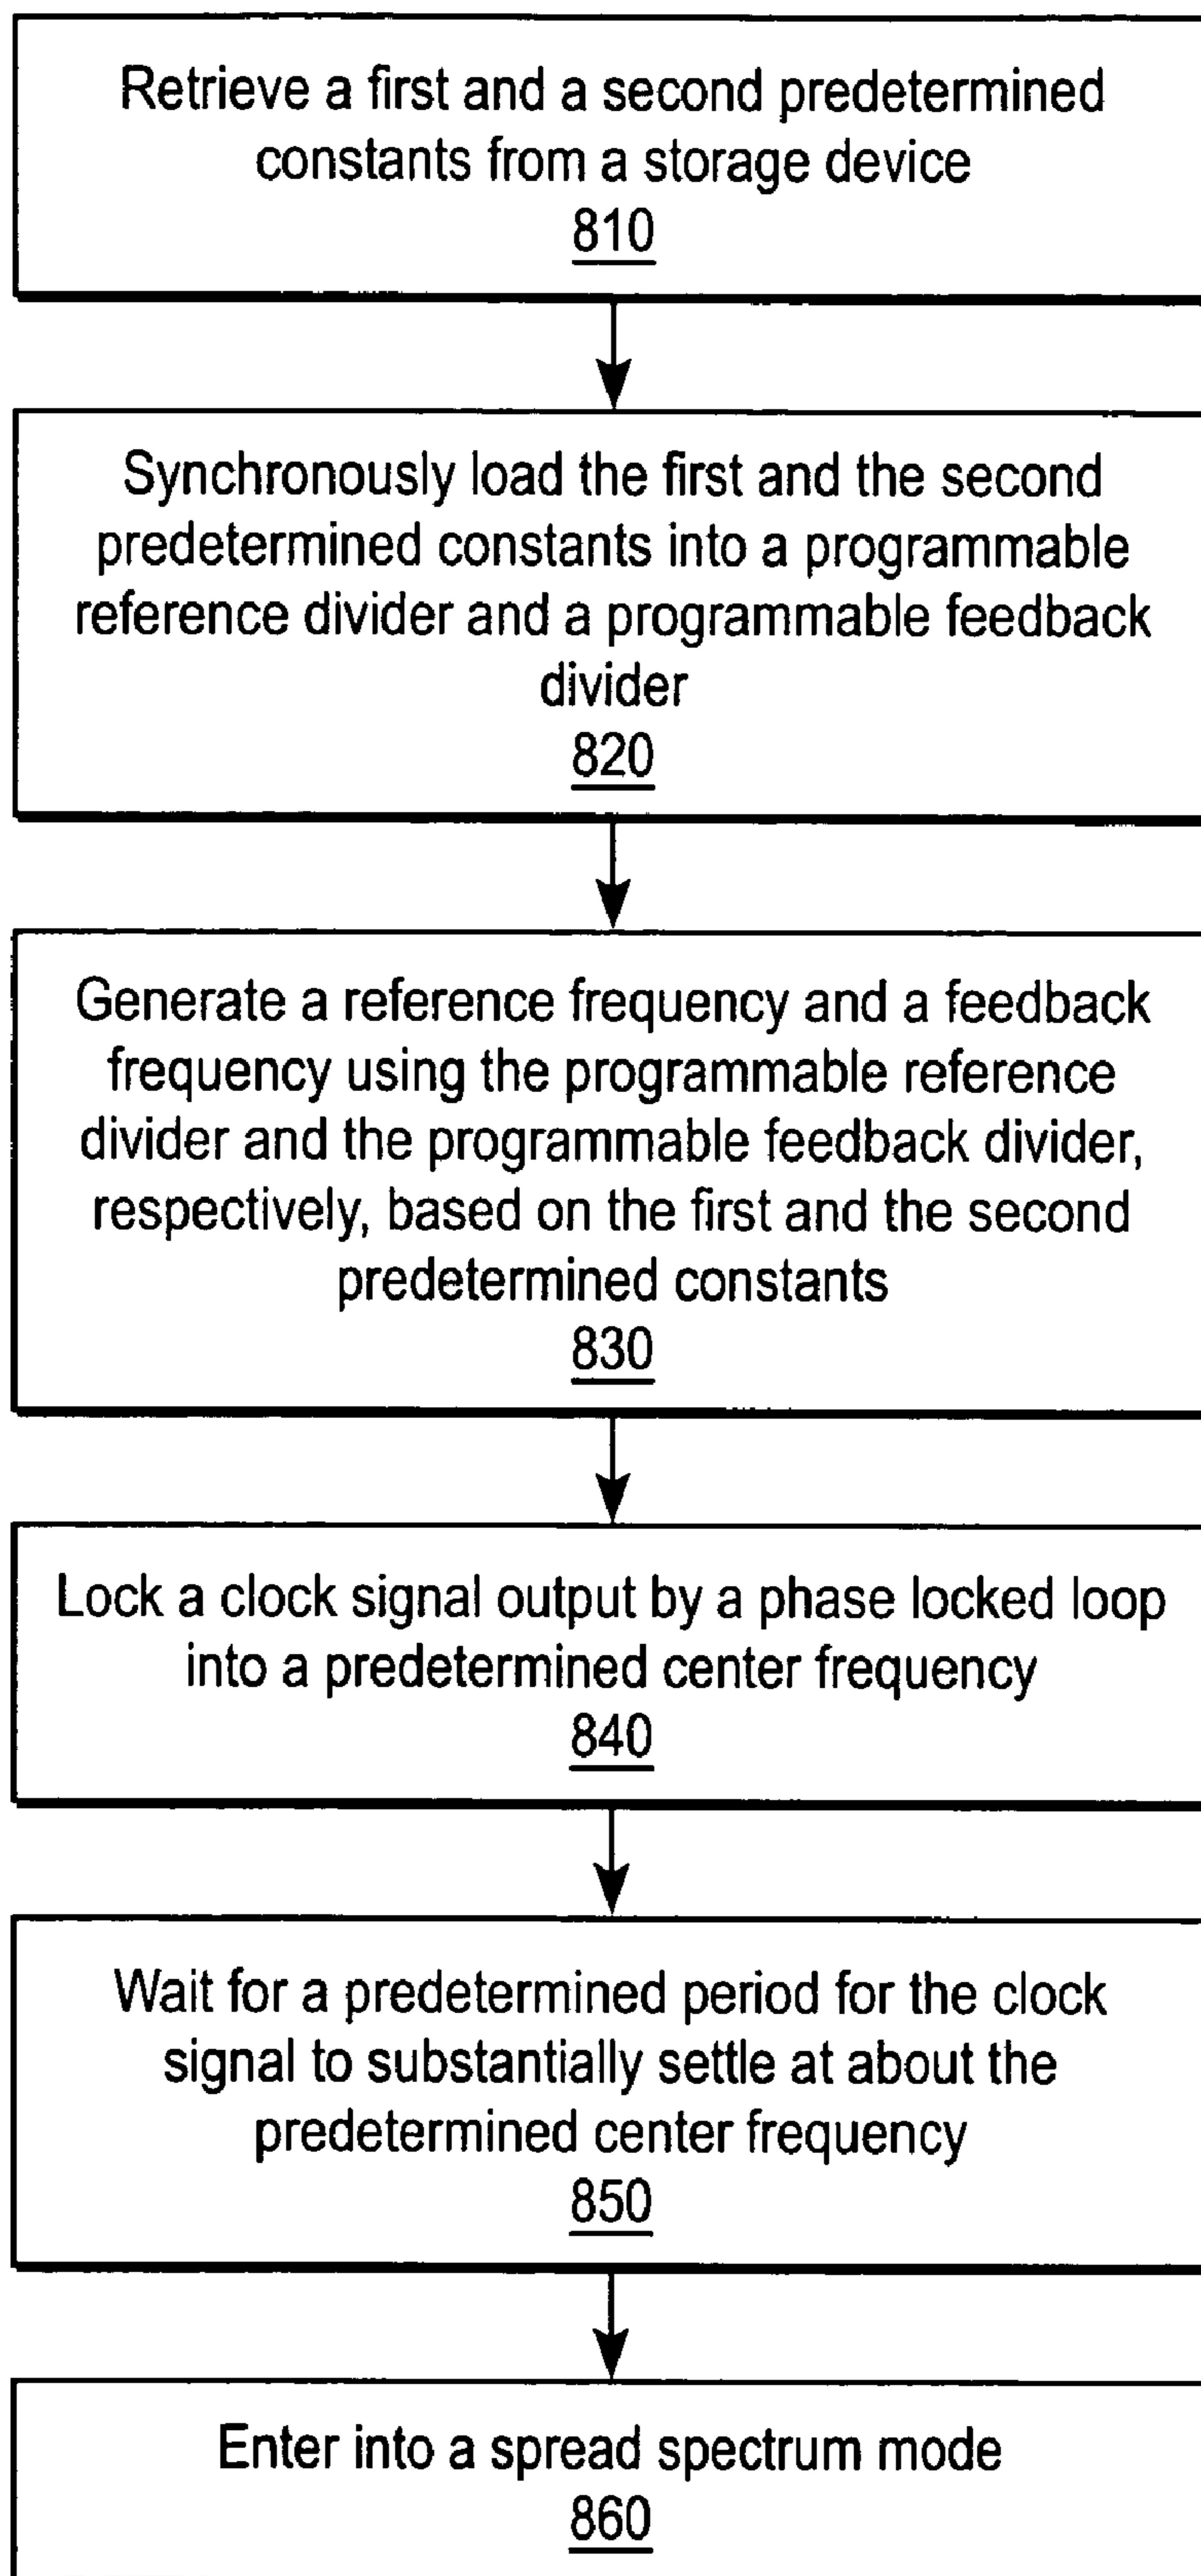 Retrieve a first and a second predetermined
constants from a storage device
810
Synchronously load the first and the second
predetermined constants into a programmable
reference divider and a programmable feedback
divider
820
Generate a reference frequency and a feedback
frequency using the programmable reference
divider and the programmable feedback divider,
respectively, based on the first and the second
predetermined constants
830
Lock a clock signal output by a phase locked loop
into a predetermined center frequency
840
Wait for a predetermined period for the clock
signal to substantially settle at about the
predetermined center frequency
850
Enter into a spread spectrum mode
860